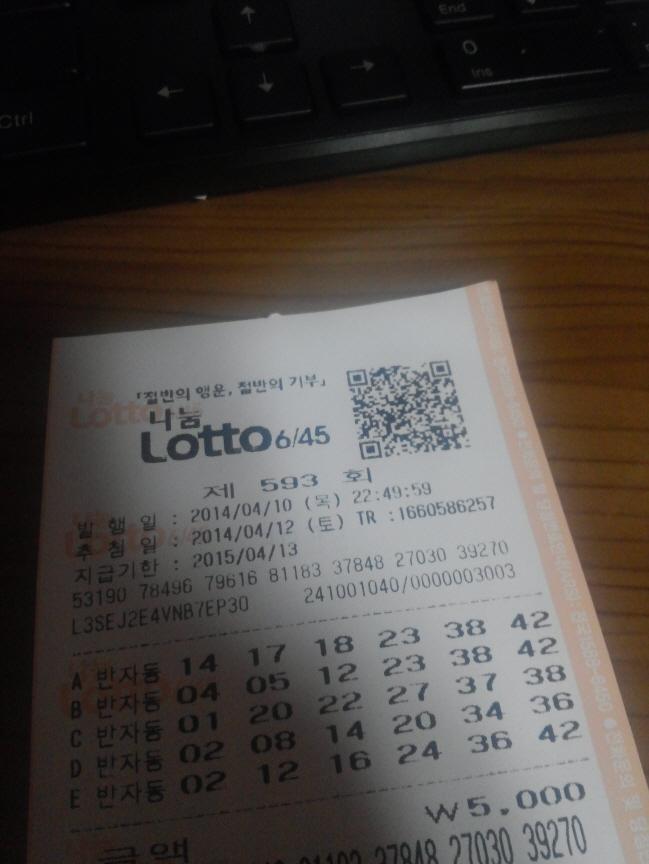 End
↑
0
Ins
Ctrl
←
↓
→
「절반의 행운, 절반의 기부」
나눔
Lotto 6/45
제 593 회
발 행 일 : 2014/04/10 (목) 22:49:59
추 첨 일 : 2014/04/12 (토) TR :1660586257
지급기한 : 2015/04/13
53190 78496 79616 81183 37848 27030 39270
L3SEJ2E4VNB7EP30 241001040/0000003003
A 반자동 14 17 18 23 38 42
B 반자동 04 05 12 23 38 42
C 반자동 01 20 22 27 37 38
D 반자동 02 08 14 20 34 36
E 반자동 02 12 16 24 36 42
금액 ₩5,000
37848 27030 39270